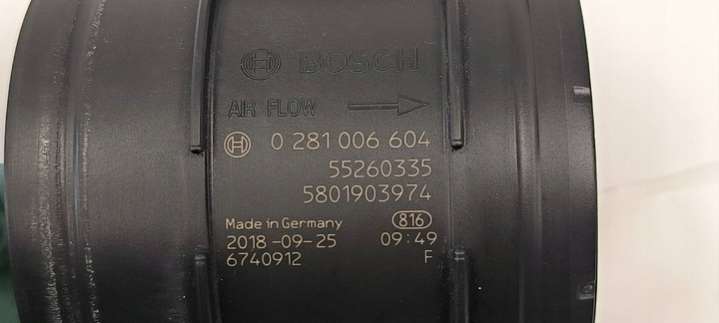 BOSCH
AIR FLOW
0 281 006 604
55260335
5801903974
Made in Germany 816
2018-09-25 09:49
6740912 F